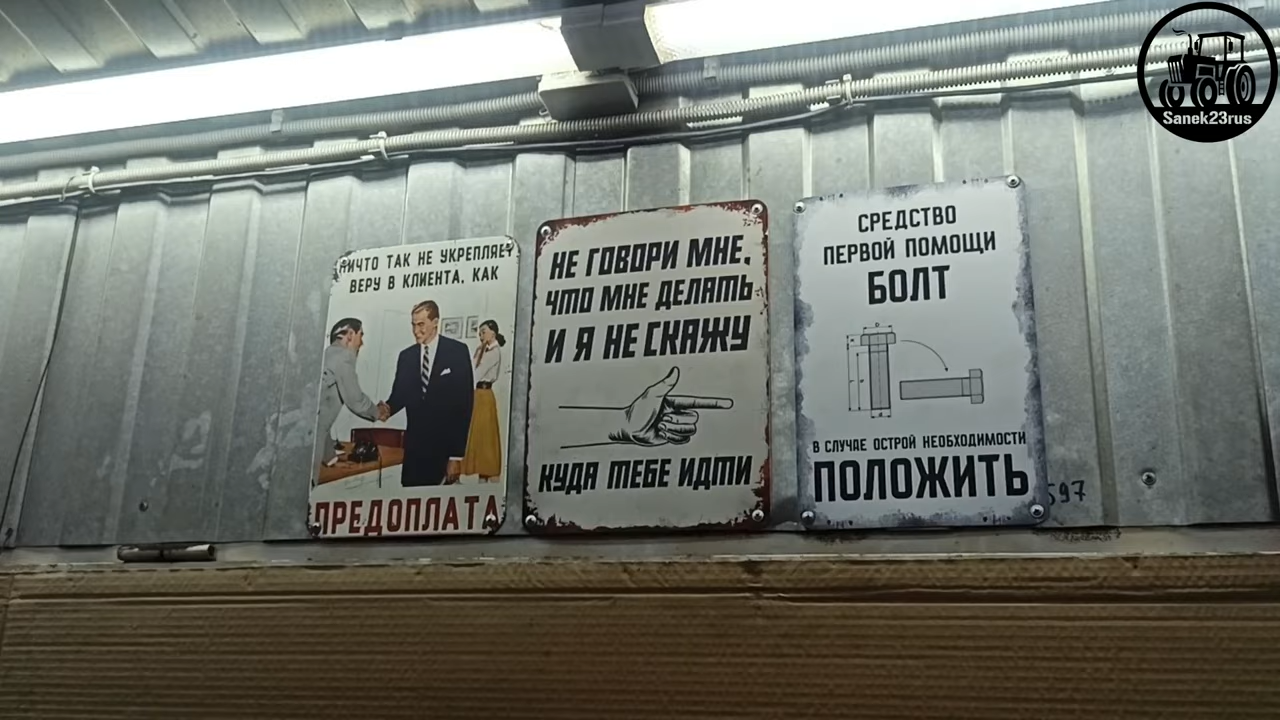 НИЧТО ТАК НЕ УКРЕПЛЯЕТ
ВЕРУ В КЛИЕНТА, КАК
ПРЕДОПЛАТА
НЕ ГОВОРИ МНЕ,
ЧТО МНЕ ДЕЛАТЬ
И Я НЕ СКАЖУ
КУДА ТЕБЕ ИДТИ
СРЕДСТВО
ПЕРВОЙ ПОМОЩИ
БОЛТ
В СЛУЧАЕ ОСТРОЙ НЕОБХОДИМОСТИ
ПОЛОЖИТЬ
597
Sanek23rus